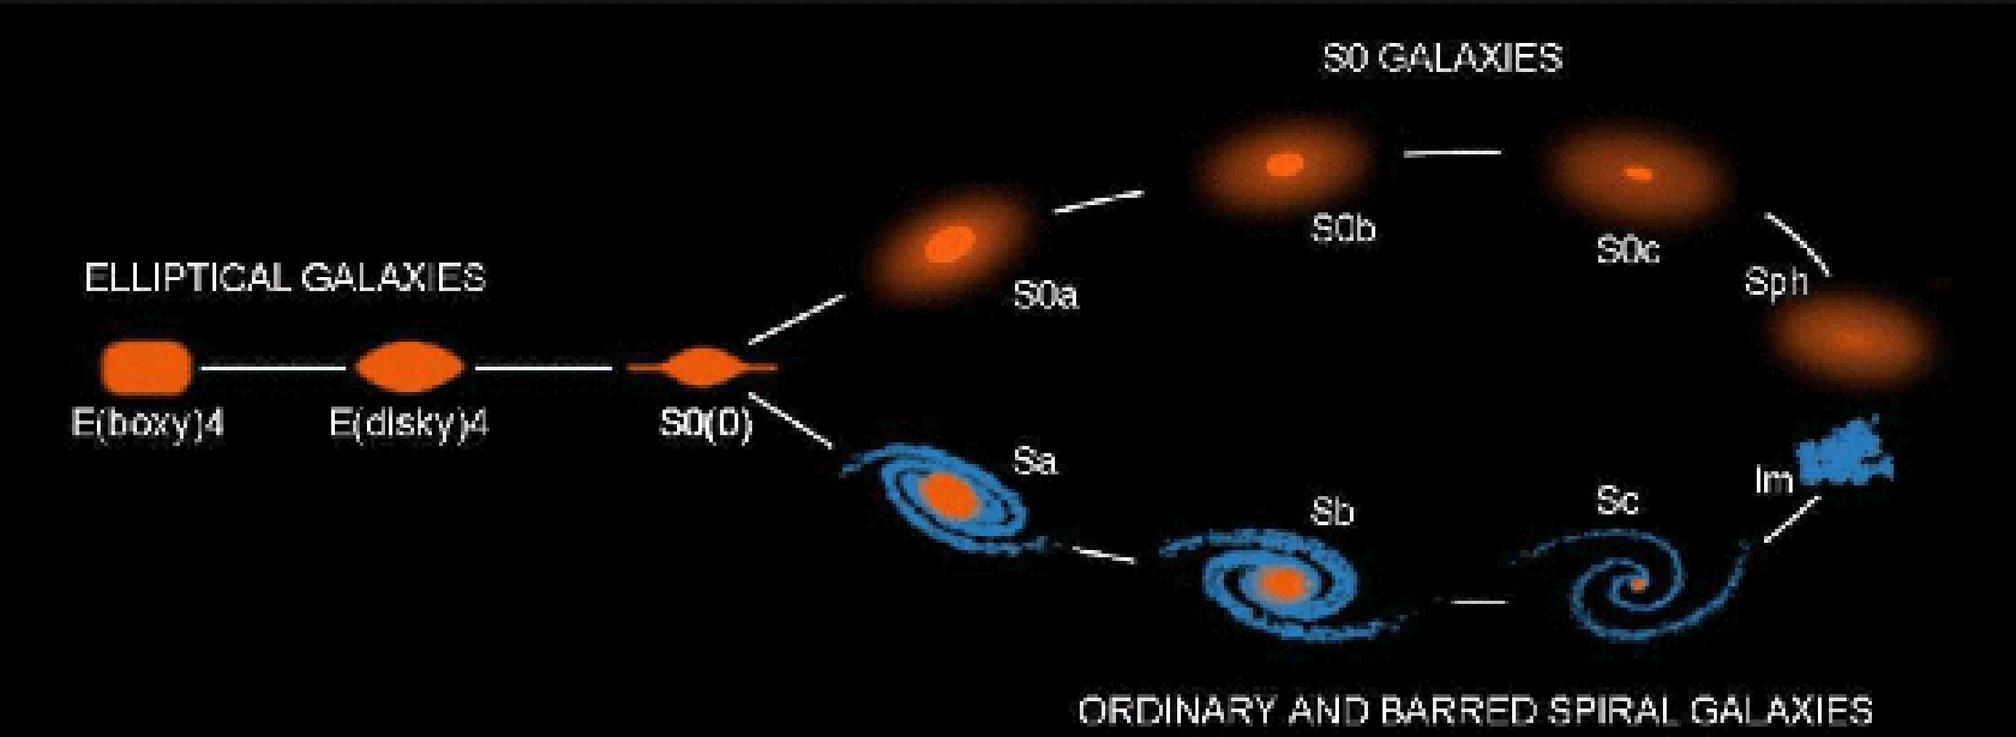 S0 GALAXIES
S0b
S0c
Sph
S0a
ELLIPTICAL GALAXIES
E(boxy)4
E(disky)4
S0(0)
Sa
Sb
Sc
Im
ORDINARY AND BARRED SPIRAL GALAXIES